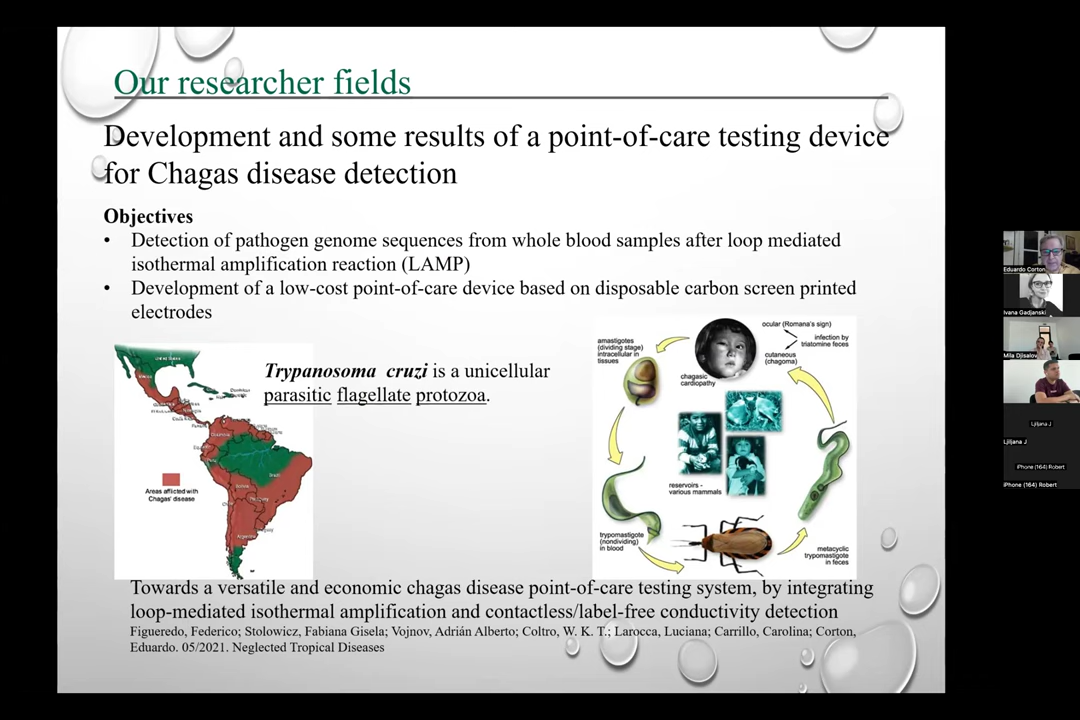 Our researcher fields
Development and some results of a point-of-care testing device
for Chagas disease detection
Objectives
• Detection of pathogen genome sequences from whole blood samples after loop mediated
isothermal amplification reaction (LAMP)
• Development of a low-cost point-of-care device based on disposable carbon screen printed
electrodes
Trypanosoma cruzi is a unicellular
parasitic flagellate protozoa.
United States
Mexico
Brazil
Argentina
Areas afflicted with
Chagas' disease
amastigotes
(dividing stage)
intracellular in
tissues
chagasic
cardiopathy
ocular (Romana's sign)
infection by
triatomine feces
cutaneous
(chagoma)
reservoirs -
various mammals
trypomastigote
(nondividing)
in blood
metacyclic
trypomastigote
in feces
Towards a versatile and economic chagas disease point-of-care testing system, by integrating
loop-mediated isothermal amplification and contactless/label-free conductivity detection
Figueredo, Federico; Stolowicz, Fabiana Gisela; Vojnov, Adrián Alberto; Coltro, W. K. T.; Larocca, Luciana; Carrillo, Carolina; Corton,
Eduardo. 05/2021. Neglected Tropical Diseases
Eduardo Corton
Ivana Gadjanski
Mila Djisalov
Ljiljana J
Ljiljana J
iPhone (164) Robert
iPhone (164) Robert